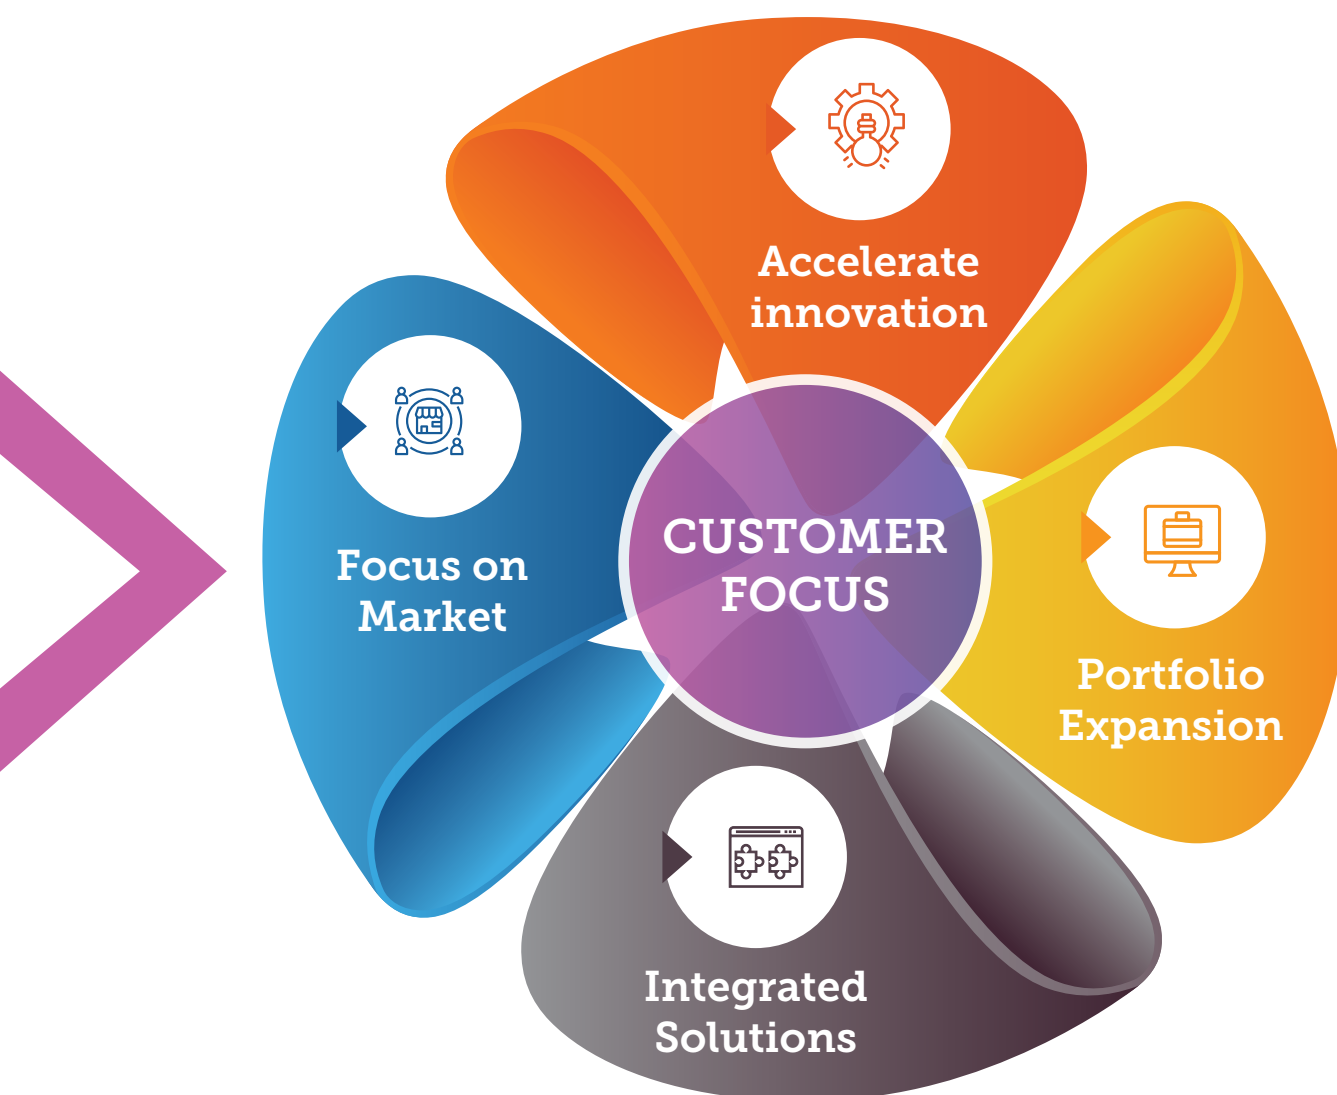 Accelerate
innovation
Focus on
Market
CUSTOMER
FOCUS
Portfolio
Expansion
Integrated
Solutions